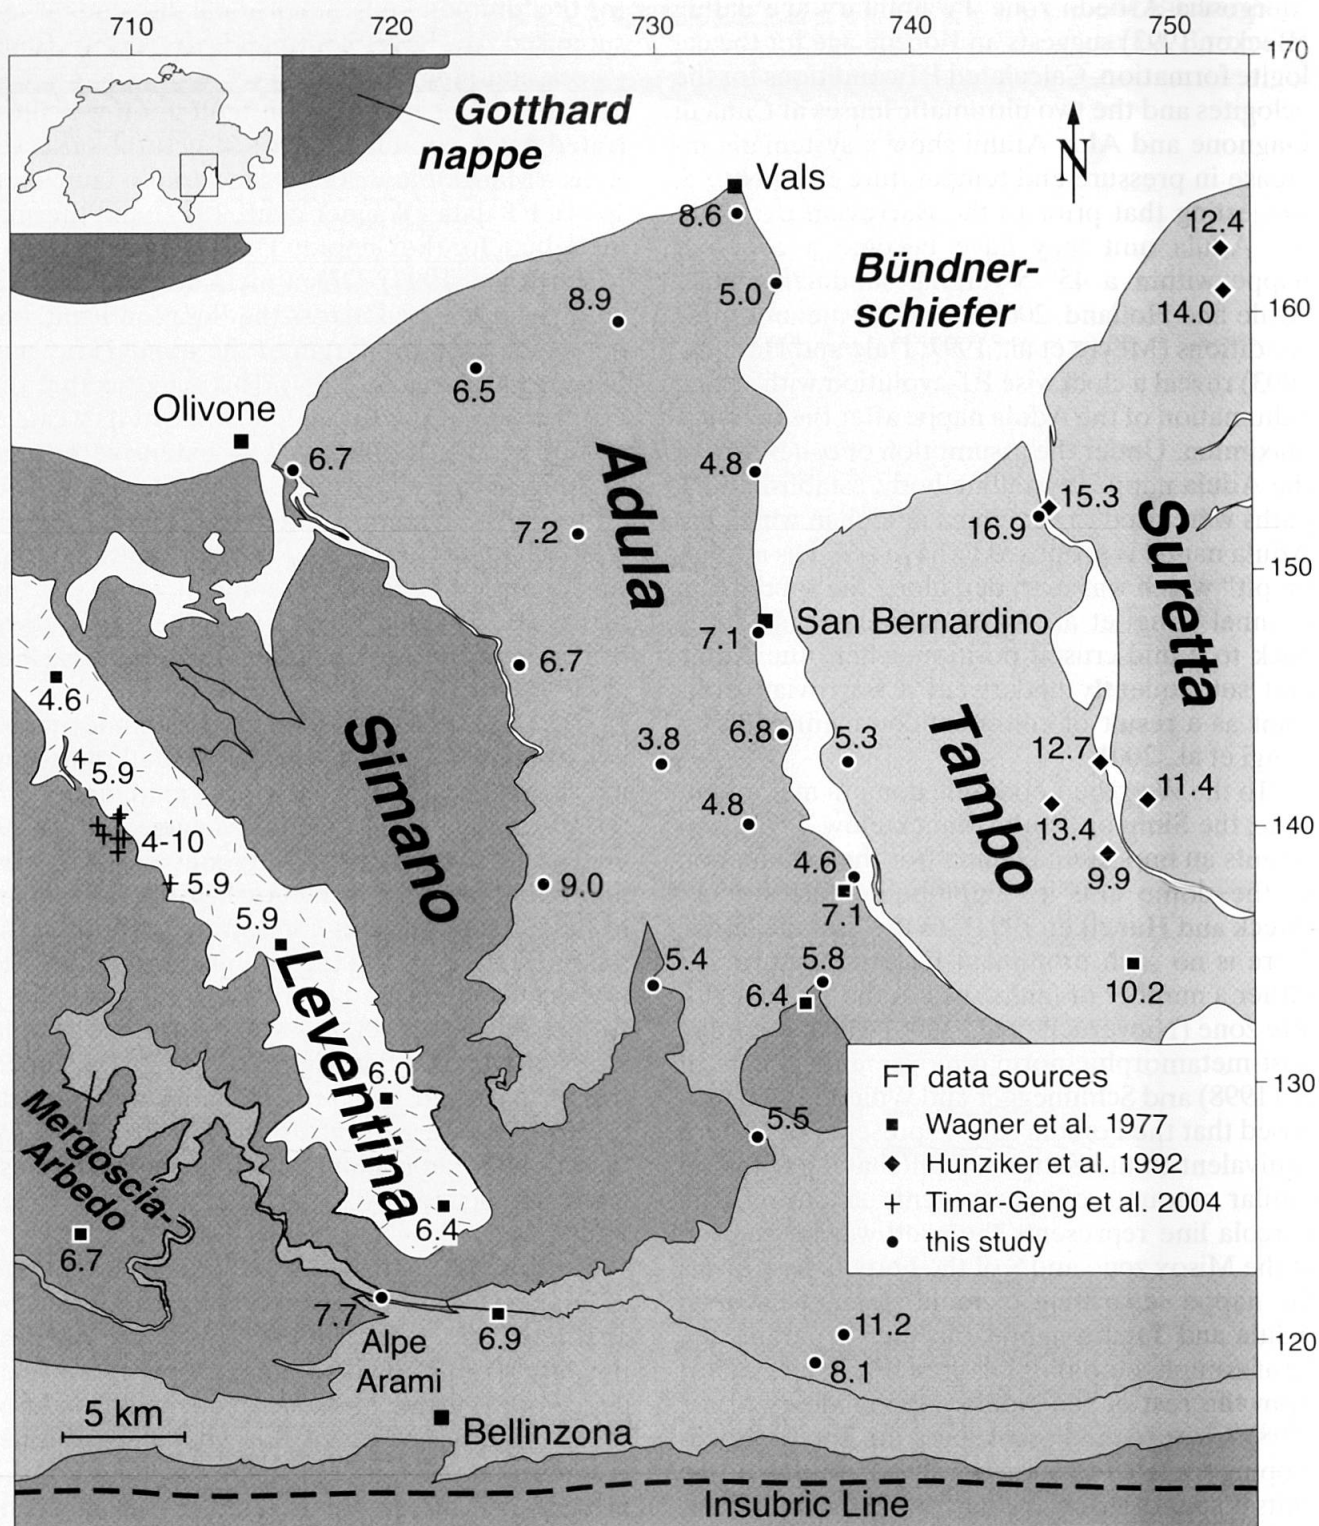 710 720 730 740 750
170
Gotthard
nappe
N
Vals
8.6
12.4
Bündner-
schiefer
5.0
8.9
14.0
160
6.5
Olivone
6.7
Adula
4.8
15.3
16.9
7.2
Suretta
150
San Bernardino
7.1
6.7
4.6
Simano
Tambo
3.8
6.8
5.3
12.7
5.9
11.4
4.8
13.4
140
4-10
4.6
9.9
5.9
9.0
7.1
5.9
5.4
5.8
6.4
10.2
Leventina
6.0
130
FT data sources
Wagner et al. 1977
Hunziker et al. 1992
Timar-Geng et al. 2004
this study
Mergoscia-
Arbedo
5.5
6.4
6.7
7.7
6.9
11.2
120
Alpe
Arami
8.1
5 km
Bellinzona
Insubric Line